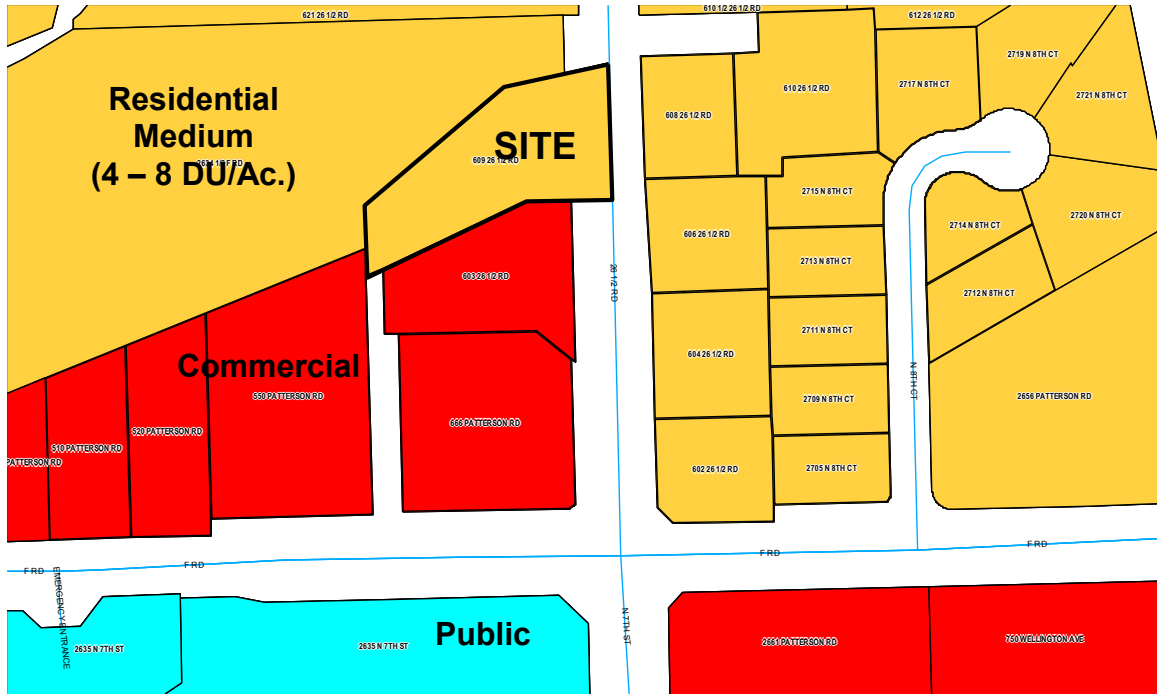 621 26 1/2 RD
610 1/2 26 1/2 RD
612 26 1/2 RD
2719 N 8TH CT
2717 N 8TH CT
610 26 1/2 RD
2721 N 8TH CT
Residential
Medium
(4 – 8 DU/Ac.)
608 26 1/2 RD
SITE
609 26 1/2 RD
2715 N 8TH CT
2720 N 8TH CT
2714 N 8TH CT
606 26 1/2 RD
2713 N 8TH CT
603 26 1/2 RD
26 1/2 RD
2712 N 8TH CT
2711 N 8TH CT
604 26 1/2 RD
Commercial
N 8TH CT
550 PATTERSON RD
2656 PATTERSON RD
2709 N 8TH CT
666 PATTERSON RD
520 PATTERSON RD
510 PATTERSON RD
PATTERSON RD
602 26 1/2 RD
2705 N 8TH CT
F RD
F RD
F RD
F RD
EMERGENCY ENTRANCE
N 7TH ST
Public
2635 N 7TH ST
2635 N 7TH ST
2661 PATTERSON RD
750 WELLINGTON AVE